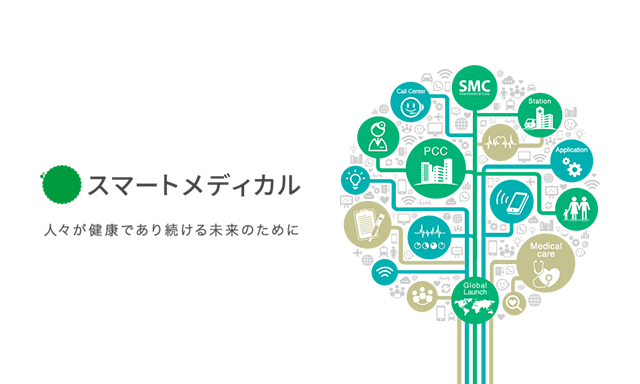 スマートメディカル
人々が健康であり続ける未来のために
SMC
Call Center
Station
PCC
Application
Medical
care
Global
Launch